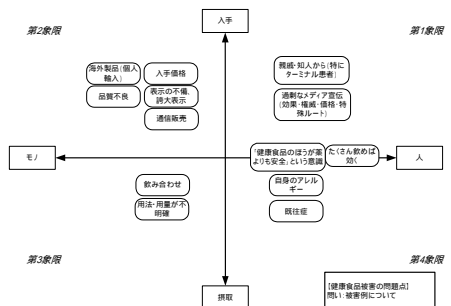 入手
第2象限
第1象限
海外製品(個人
輸入)
入手価格
品質不良
表示の不備、
誇大表示
通信販売
親戚・知人から(特に
ターミナル患者)
過剰なメディア宣伝
(効果・権威・価格・特
殊ルート)
モノ
「健康食品のほうが薬
よりも安全」という意識
たくさん飲めば
効く
人
飲み合わせ
用法・用量が不
明確
自身のアレル
ギー
既往症
第3象限
第4象限
摂取
【健康食品被害の問題点】
問い:被害例について